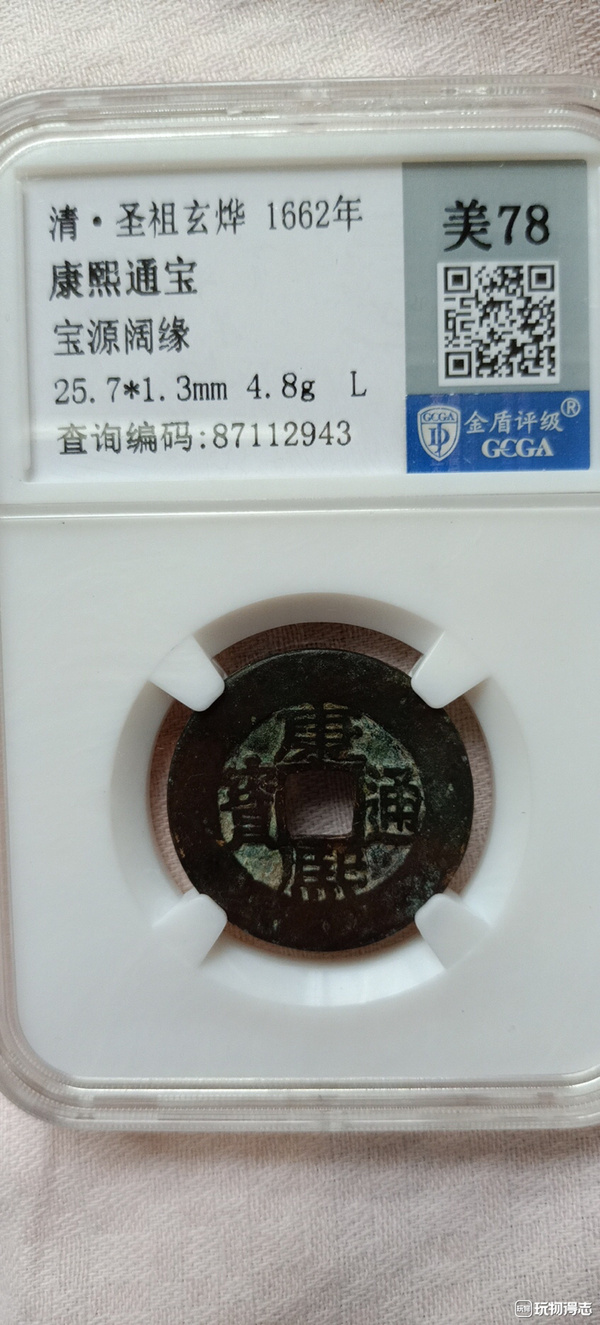 清·圣祖玄烨 1662年
康熙通宝
宝源阔缘
25.7*1.3mm 4.8g L
查询编码:87112943
美78
GCGA
金盾评级®
GCGA
康
寶 通
熙
玩物得志